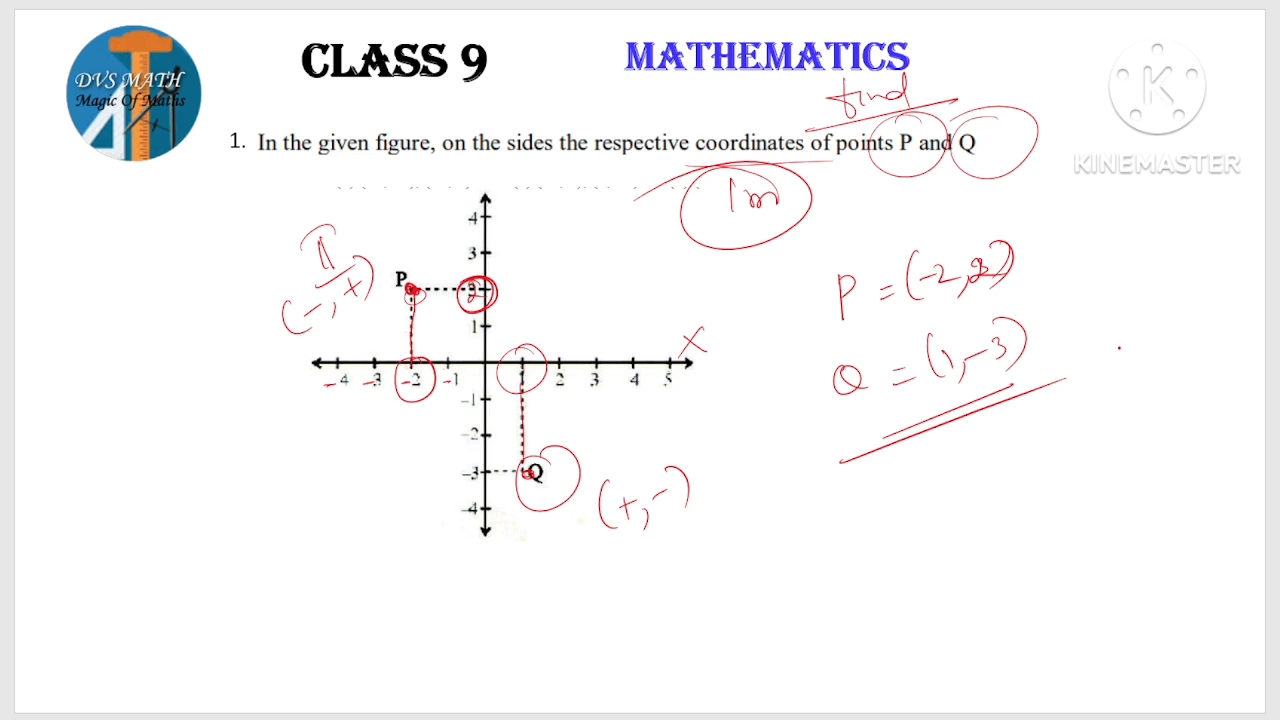 DVS MATH
Magic Of Maths
CLASS 9
MATHEMATICS
K
KINEMASTER
find
1. In the given figure, on the sides the respective coordinates of points P and Q
1m
4
3
2
1
P
II
(-, +)
P = (-2, 2)
Q = (1, -3)
X
-4 -3 -2 -1 1 2 3 4 5
-1
-2
-3
-4
Q
(+, -)